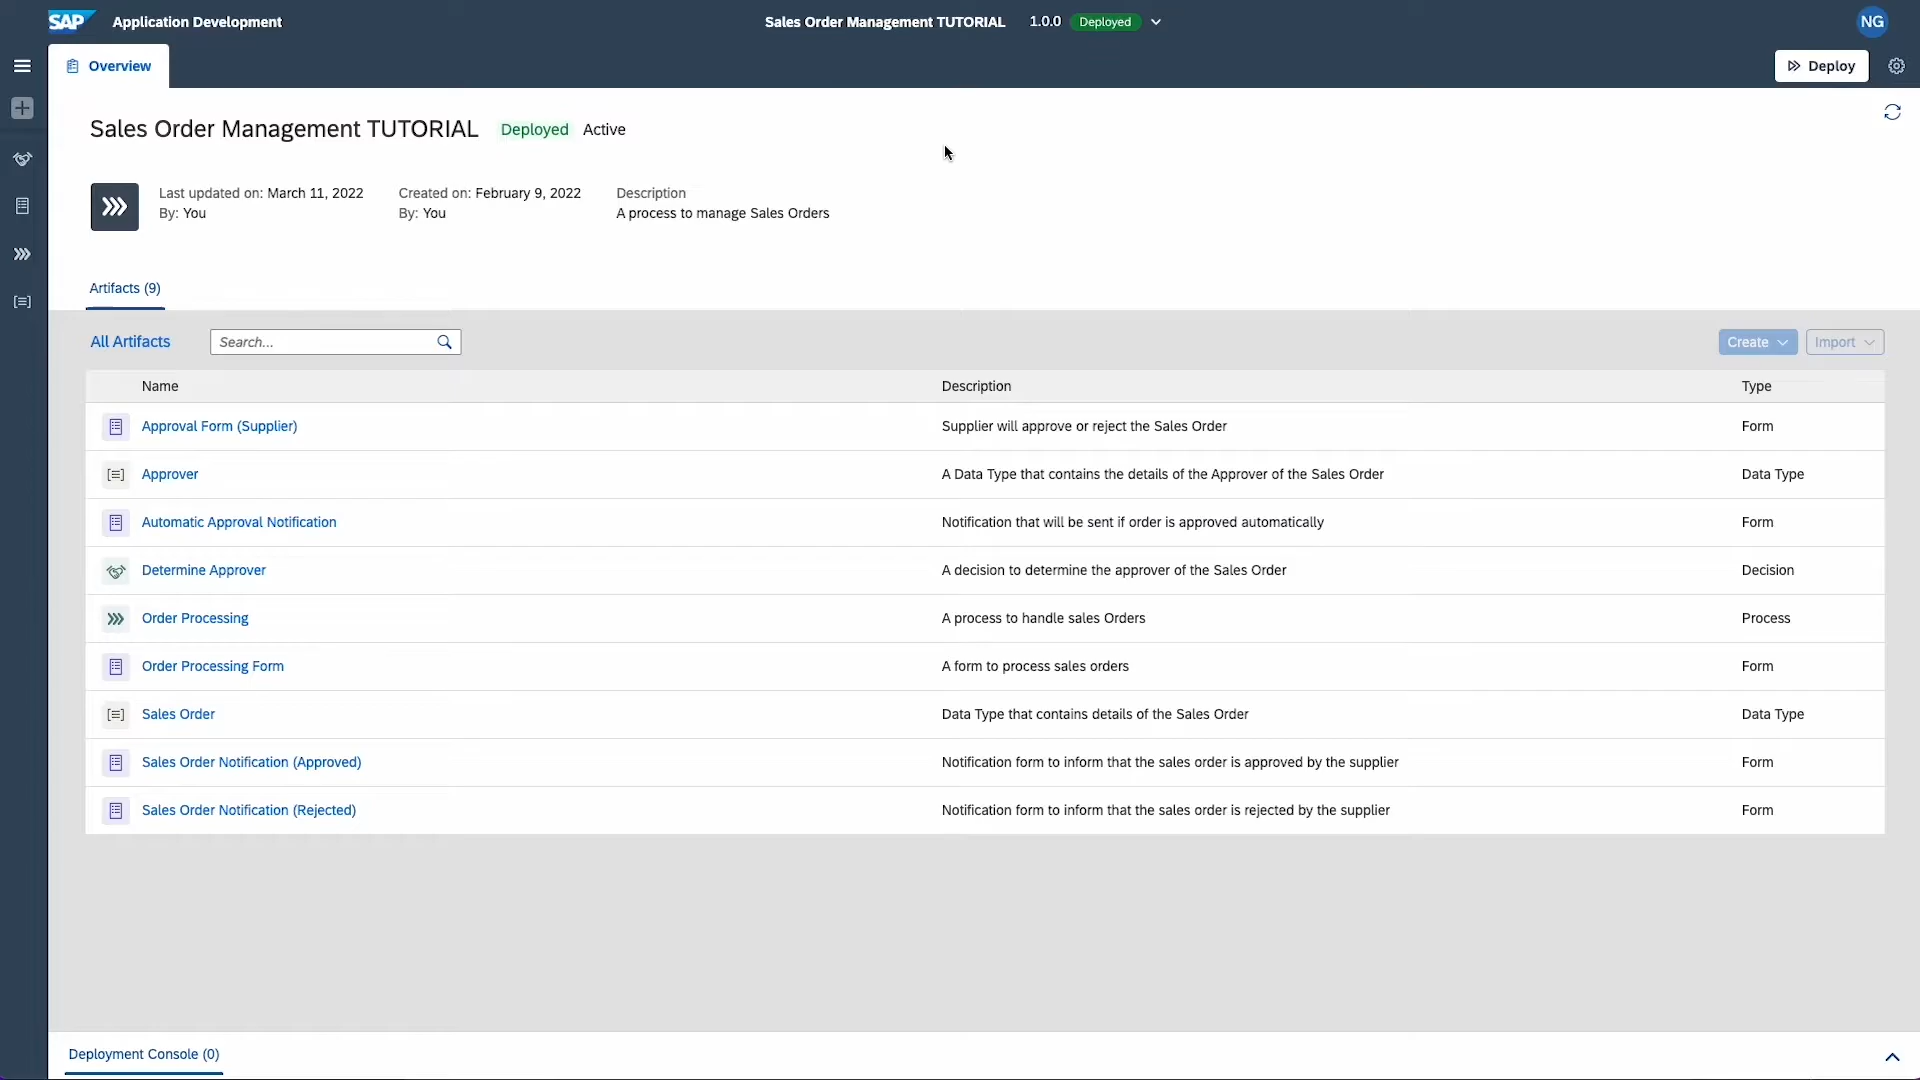 SAP Application Development
Sales Order Management TUTORIAL 1.0.0 Deployed
NG
Overview
Deploy
Sales Order Management TUTORIAL Deployed Active
Last updated on: March 11, 2022 Created on: February 9, 2022 Description
By: You By: You A process to manage Sales Orders
Artifacts (9)
All Artifacts Search... Create Import
Name Description Type
Approval Form (Supplier) Supplier will approve or reject the Sales Order Form
Approver A Data Type that contains the details of the Approver of the Sales Order Data Type
Automatic Approval Notification Notification that will be sent if order is approved automatically Form
Determine Approver A decision to determine the approver of the Sales Order Decision
Order Processing A process to handle sales Orders Process
Order Processing Form A form to process sales orders Form
Sales Order Data Type that contains details of the Sales Order Data Type
Sales Order Notification (Approved) Notification form to inform that the sales order is approved by the supplier Form
Sales Order Notification (Rejected) Notification form to inform that the sales order is rejected by the supplier Form
Deployment Console (0)